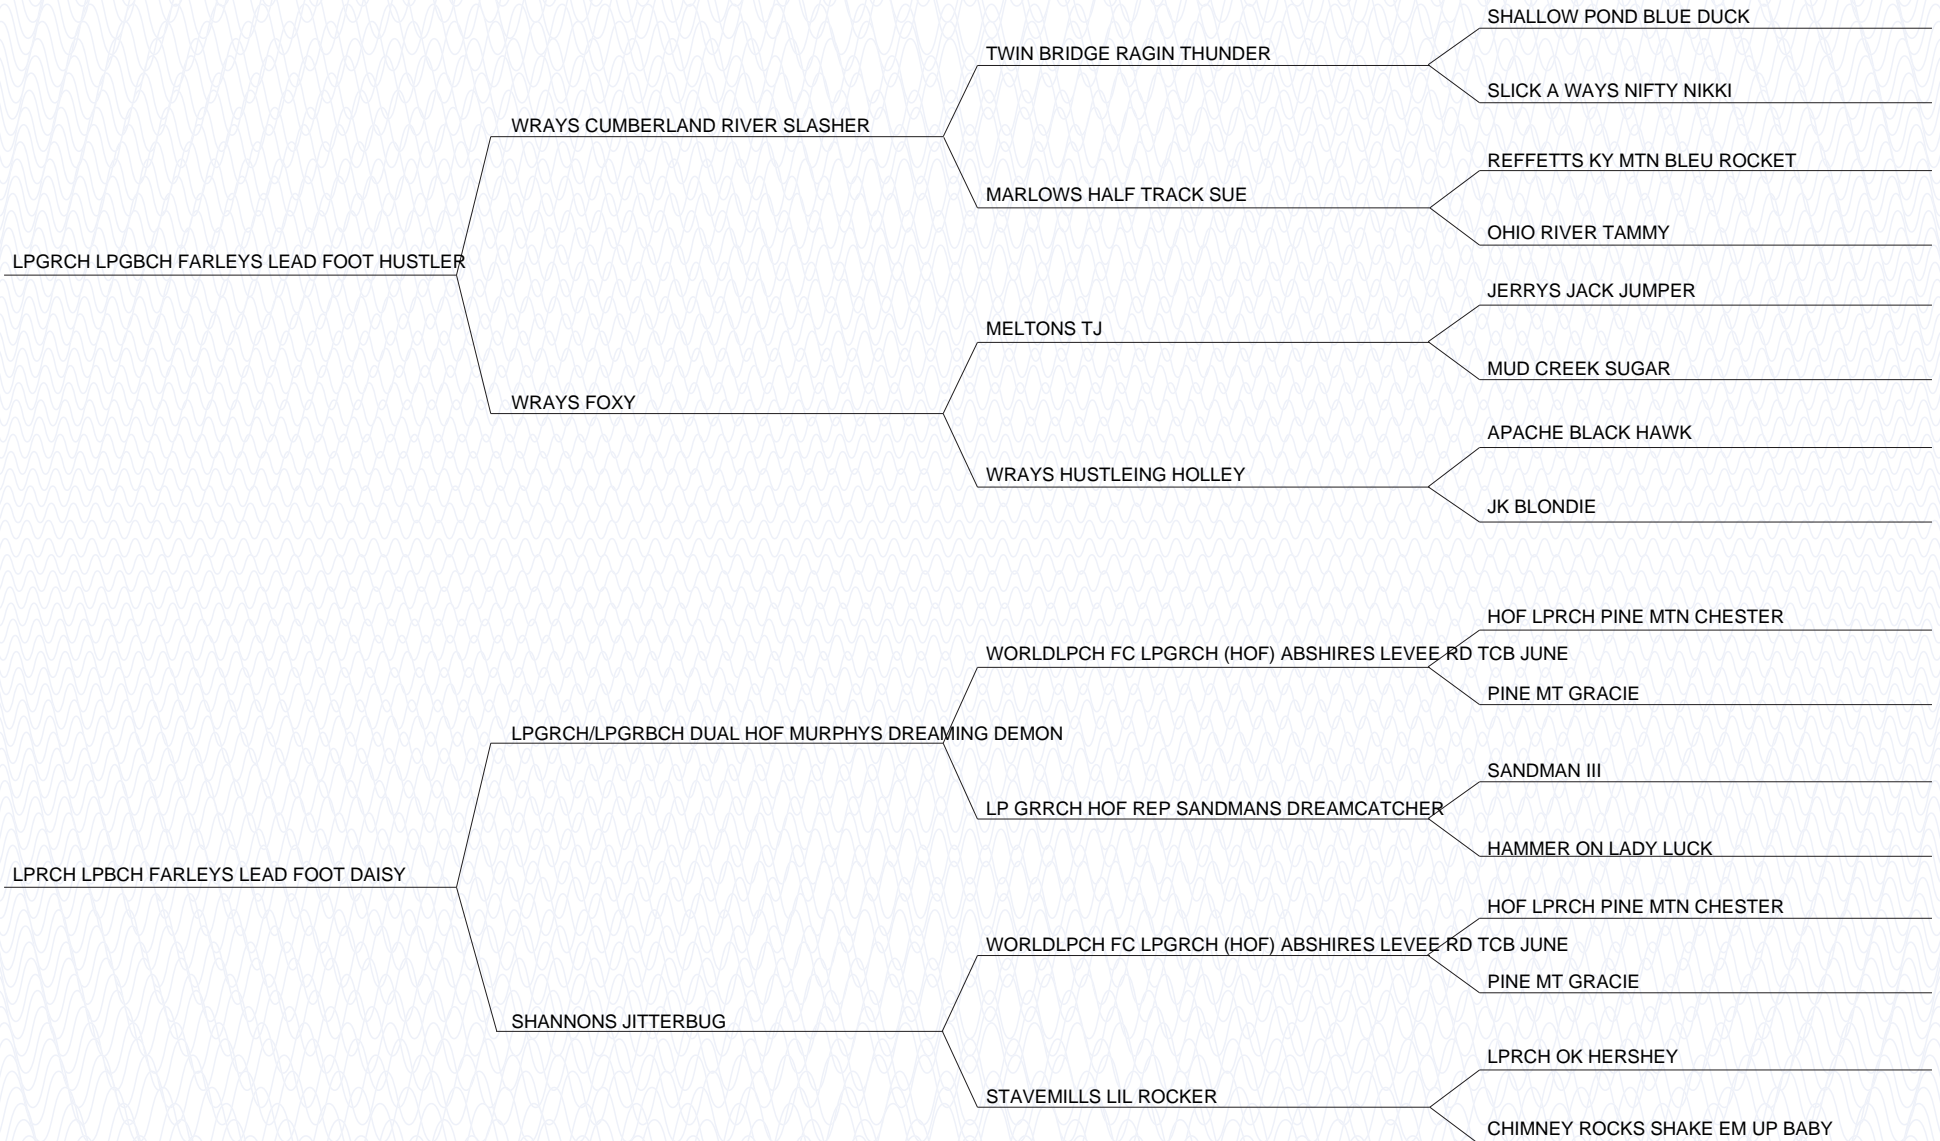 SHALLOW POND BLUE DUCK
TWIN BRIDGE RAGIN THUNDER
SLICK A WAYS NIFTY NIKKI
WRAYS CUMBERLAND RIVER SLASHER
REFFETTS KY MTN BLEU ROCKET
MARLOWS HALF TRACK SUE
OHIO RIVER TAMMY
LPGRCH LPGBCH FARLEYS LEAD FOOT HUSTLER
JERRYS JACK JUMPER
MELTONS TJ
MUD CREEK SUGAR
WRAYS FOXY
APACHE BLACK HAWK
WRAYS HUSTLEING HOLLEY
JK BLONDIE
HOF LPRCH PINE MTN CHESTER
WORLDLPCH FC LPGRCH (HOF) ABSHIRES LEVEE RD TCB JUNE
PINE MT GRACIE
LPGRCH/LPGRBCH DUAL HOF MURPHYS DREAMING DEMON
SANDMAN III
LP GRRCH HOF REP SANDMANS DREAMCATCHER
HAMMER ON LADY LUCK
LPRCH LPBCH FARLEYS LEAD FOOT DAISY
HOF LPRCH PINE MTN CHESTER
WORLDLPCH FC LPGRCH (HOF) ABSHIRES LEVEE RD TCB JUNE
PINE MT GRACIE
SHANNONS JITTERBUG
LPRCH OK HERSHEY
STAVEMILLS LIL ROCKER
CHIMNEY ROCKS SHAKE EM UP BABY